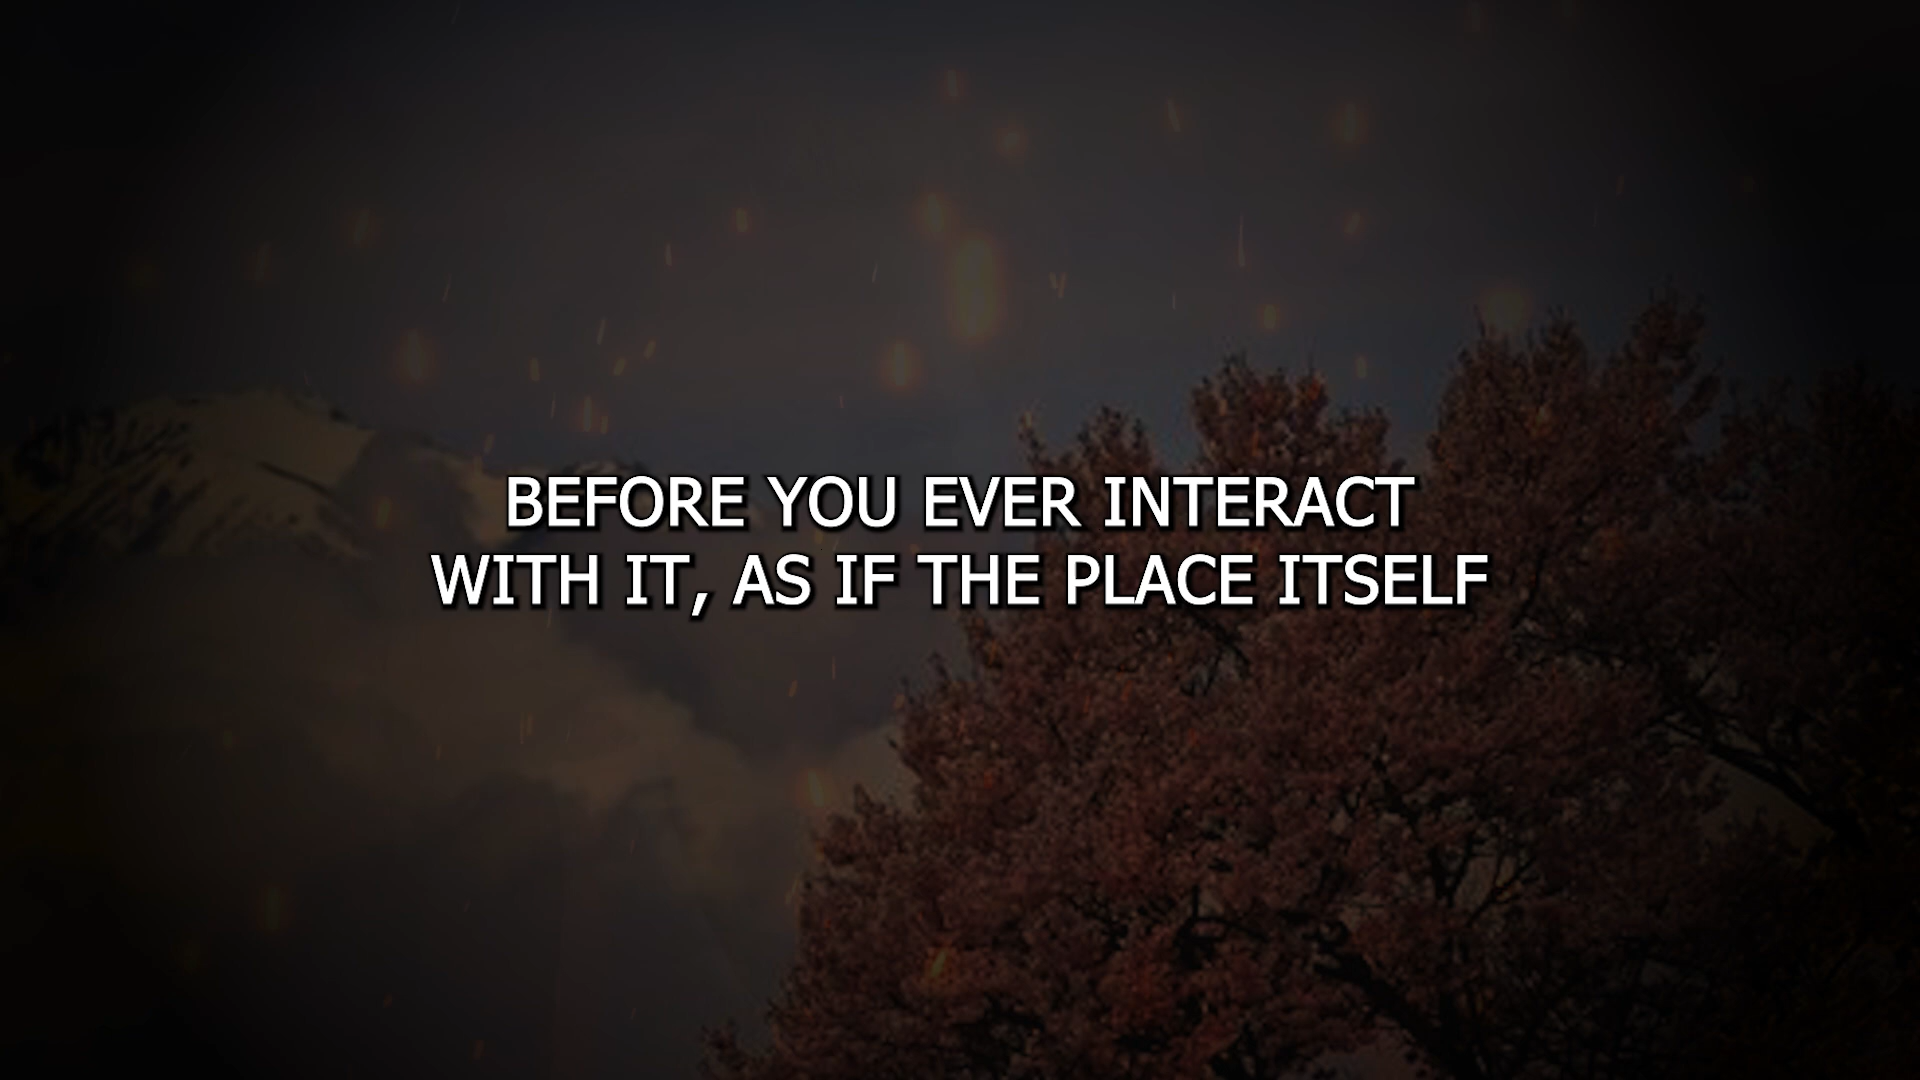 BEFORE YOU EVER INTERACT
WITH IT, AS IF THE PLACE ITSELF